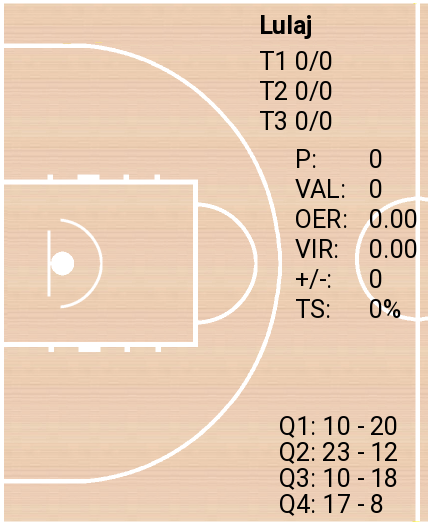 Lulaj
T1 0/0
T2 0/0
T3 0/0
P: 0
VAL: 0
OER: 0.00
VIR: 0.00
+/-: 0
TS: 0%
Q1: 10 - 20
Q2: 23 - 12
Q3: 10 - 18
Q4: 17 - 8